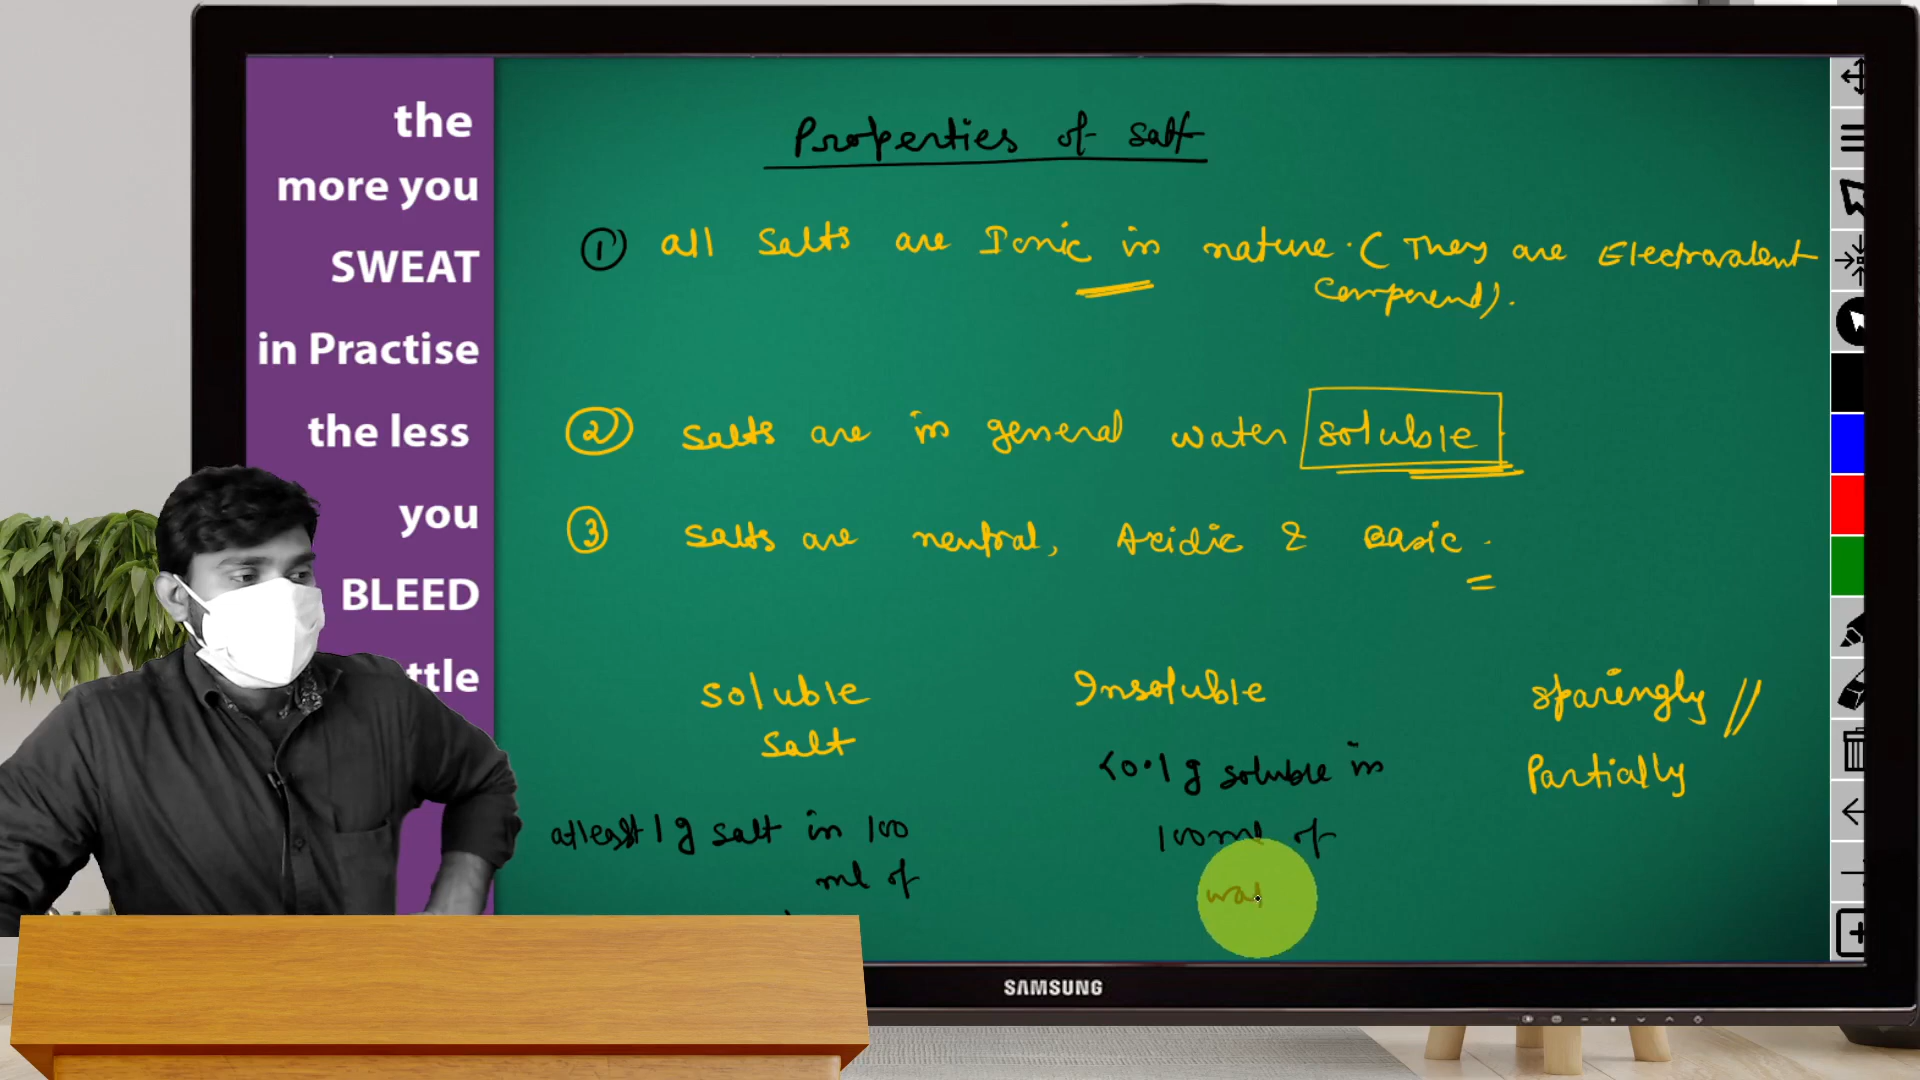 the
more you
SWEAT
in Practise
the less
you
BLEED
ttle
Properties of salt
1 all salts are Ionic in nature. ( They are Electrovalent
Compound).
2 salts are in general water soluble.
3 salts are neutral, Acidic & Basic.
soluble
salt
atleast 1 g salt in 100
ml of
Insoluble
<0.1 g soluble in
100ml of
wat
sparingly //
Partially
SAMSUNG